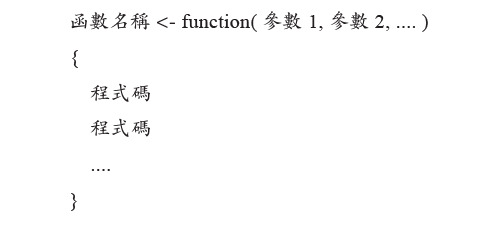 函數名稱 <- function( 參數 1, 參數 2, .... )
{
程式碼
程式碼
....
}